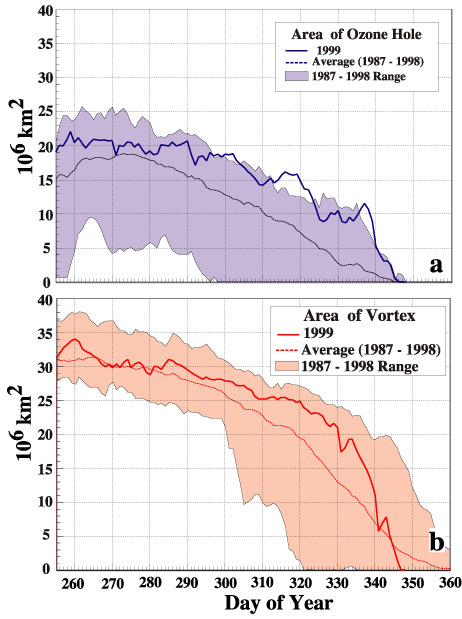 40
35
30
25
20
15
10
5
0
10⁶ km²
Area of Ozone Hole
1999
Average (1987 - 1998)
1987 - 1998 Range
a
40
35
30
25
20
15
10
5
0
10⁶ km²
Area of Vortex
1999
Average (1987 - 1998)
1987 - 1998 Range
b
260 270 280 290 300 310 320 330 340 350 360
Day of Year